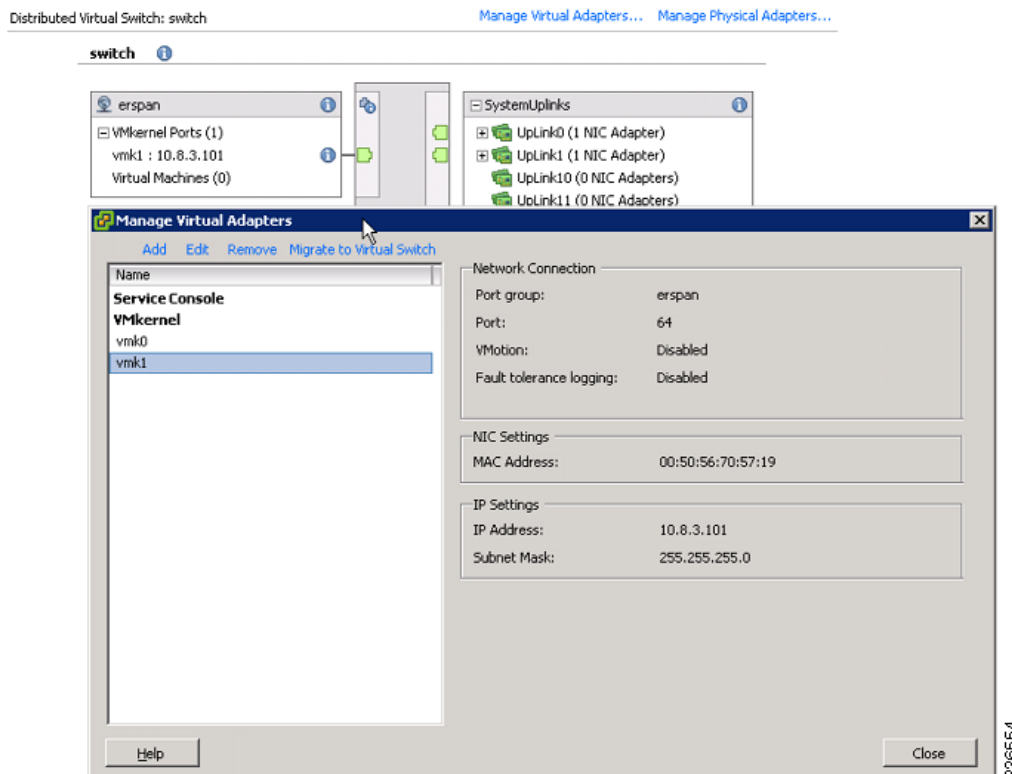 Distributed Virtual Switch: switch
Manage Virtual Adapters... Manage Physical Adapters...
switch
erspan
VMkernel Ports (1)
vmk1 : 10.8.3.101
Virtual Machines (0)
SystemUplinks
UpLink0 (1 NIC Adapter)
UpLink1 (1 NIC Adapter)
UpLink10 (0 NIC Adapters)
UpLink11 (0 NIC Adapters)
Manage Virtual Adapters
Add Edit Remove Migrate to Virtual Switch
Name
Service Console
VMkernel
vmk0
vmk1
Network Connection
Port group: erspan
Port: 64
VMotion: Disabled
Fault tolerance logging: Disabled
NIC Settings
MAC Address: 00:50:56:70:57:19
IP Settings
IP Address: 10.8.3.101
Subnet Mask: 255.255.255.0
Help
Close